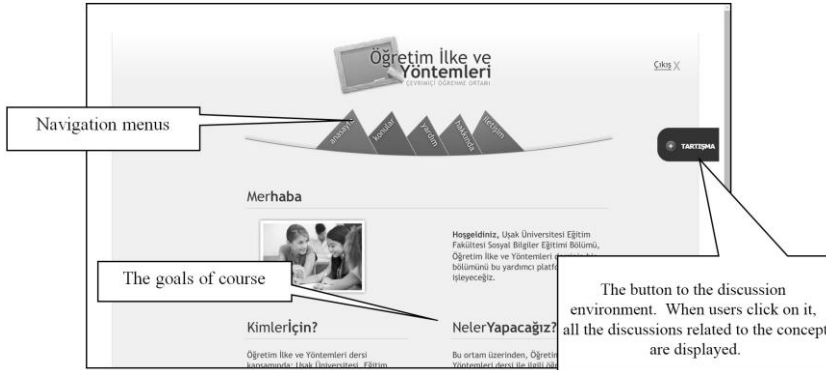 Öğretim İlke ve
Yöntemleri
ÇEVRİMİÇİ ÖĞRENME ORTAMI
Çıkış X
Navigation menus
anasayfa
konular
yardım
hakkında
iletişim
TARTIŞMA
Merhaba
Hoşgeldiniz, Uşak Üniversitesi Eğitim
Fakültesi Sosyal Bilgiler Eğitimi Bölümü,
Öğretim İlke ve Yöntemleri
bölümünü bu yardımcı
işleyeceğiz.
The goals of course
The button to the discussion
environment. When users click on it,
all the discussions related to the concept
are displayed.
Kimlerİçin?
NelerYapacağız?
Öğretim İlke ve Yöntemleri dersi
kapsamında; Uşak Üniversitesi, Eğitim
Bu ortam üzerinden, Öğretim
Yöntemleri dersi ile ilgili